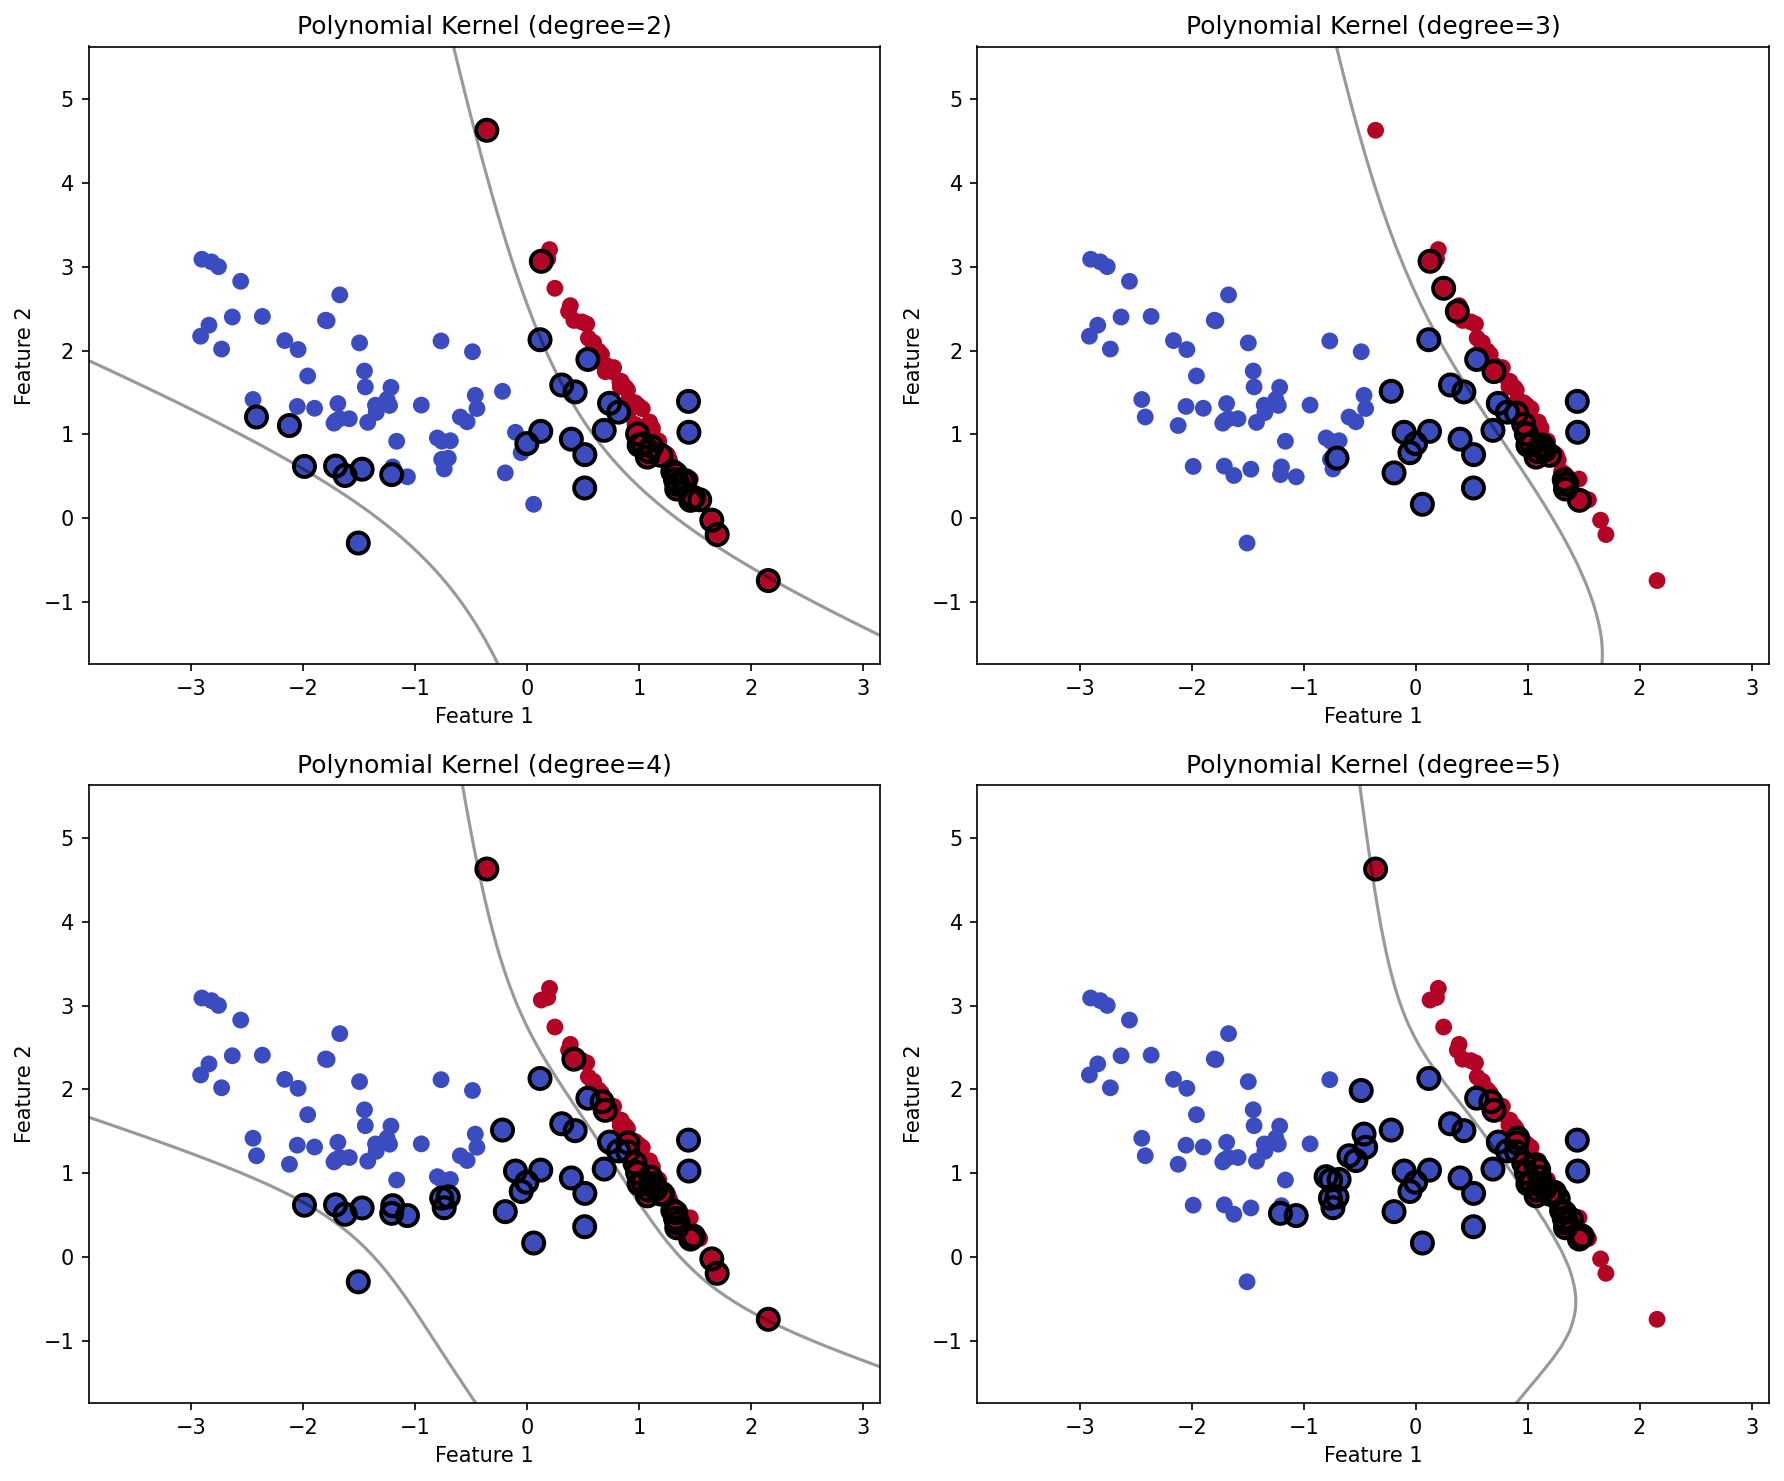 Polynomial Kernel (degree=2)
5
4
3
2
1
0
−1
Feature 2
−3 −2 −1 0 1 2 3
Feature 1
Polynomial Kernel (degree=3)
5
4
3
2
1
0
−1
Feature 2
−3 −2 −1 0 1 2 3
Feature 1
Polynomial Kernel (degree=4)
5
4
3
2
1
0
−1
Feature 2
−3 −2 −1 0 1 2 3
Feature 1
Polynomial Kernel (degree=5)
5
4
3
2
1
0
−1
Feature 2
−3 −2 −1 0 1 2 3
Feature 1